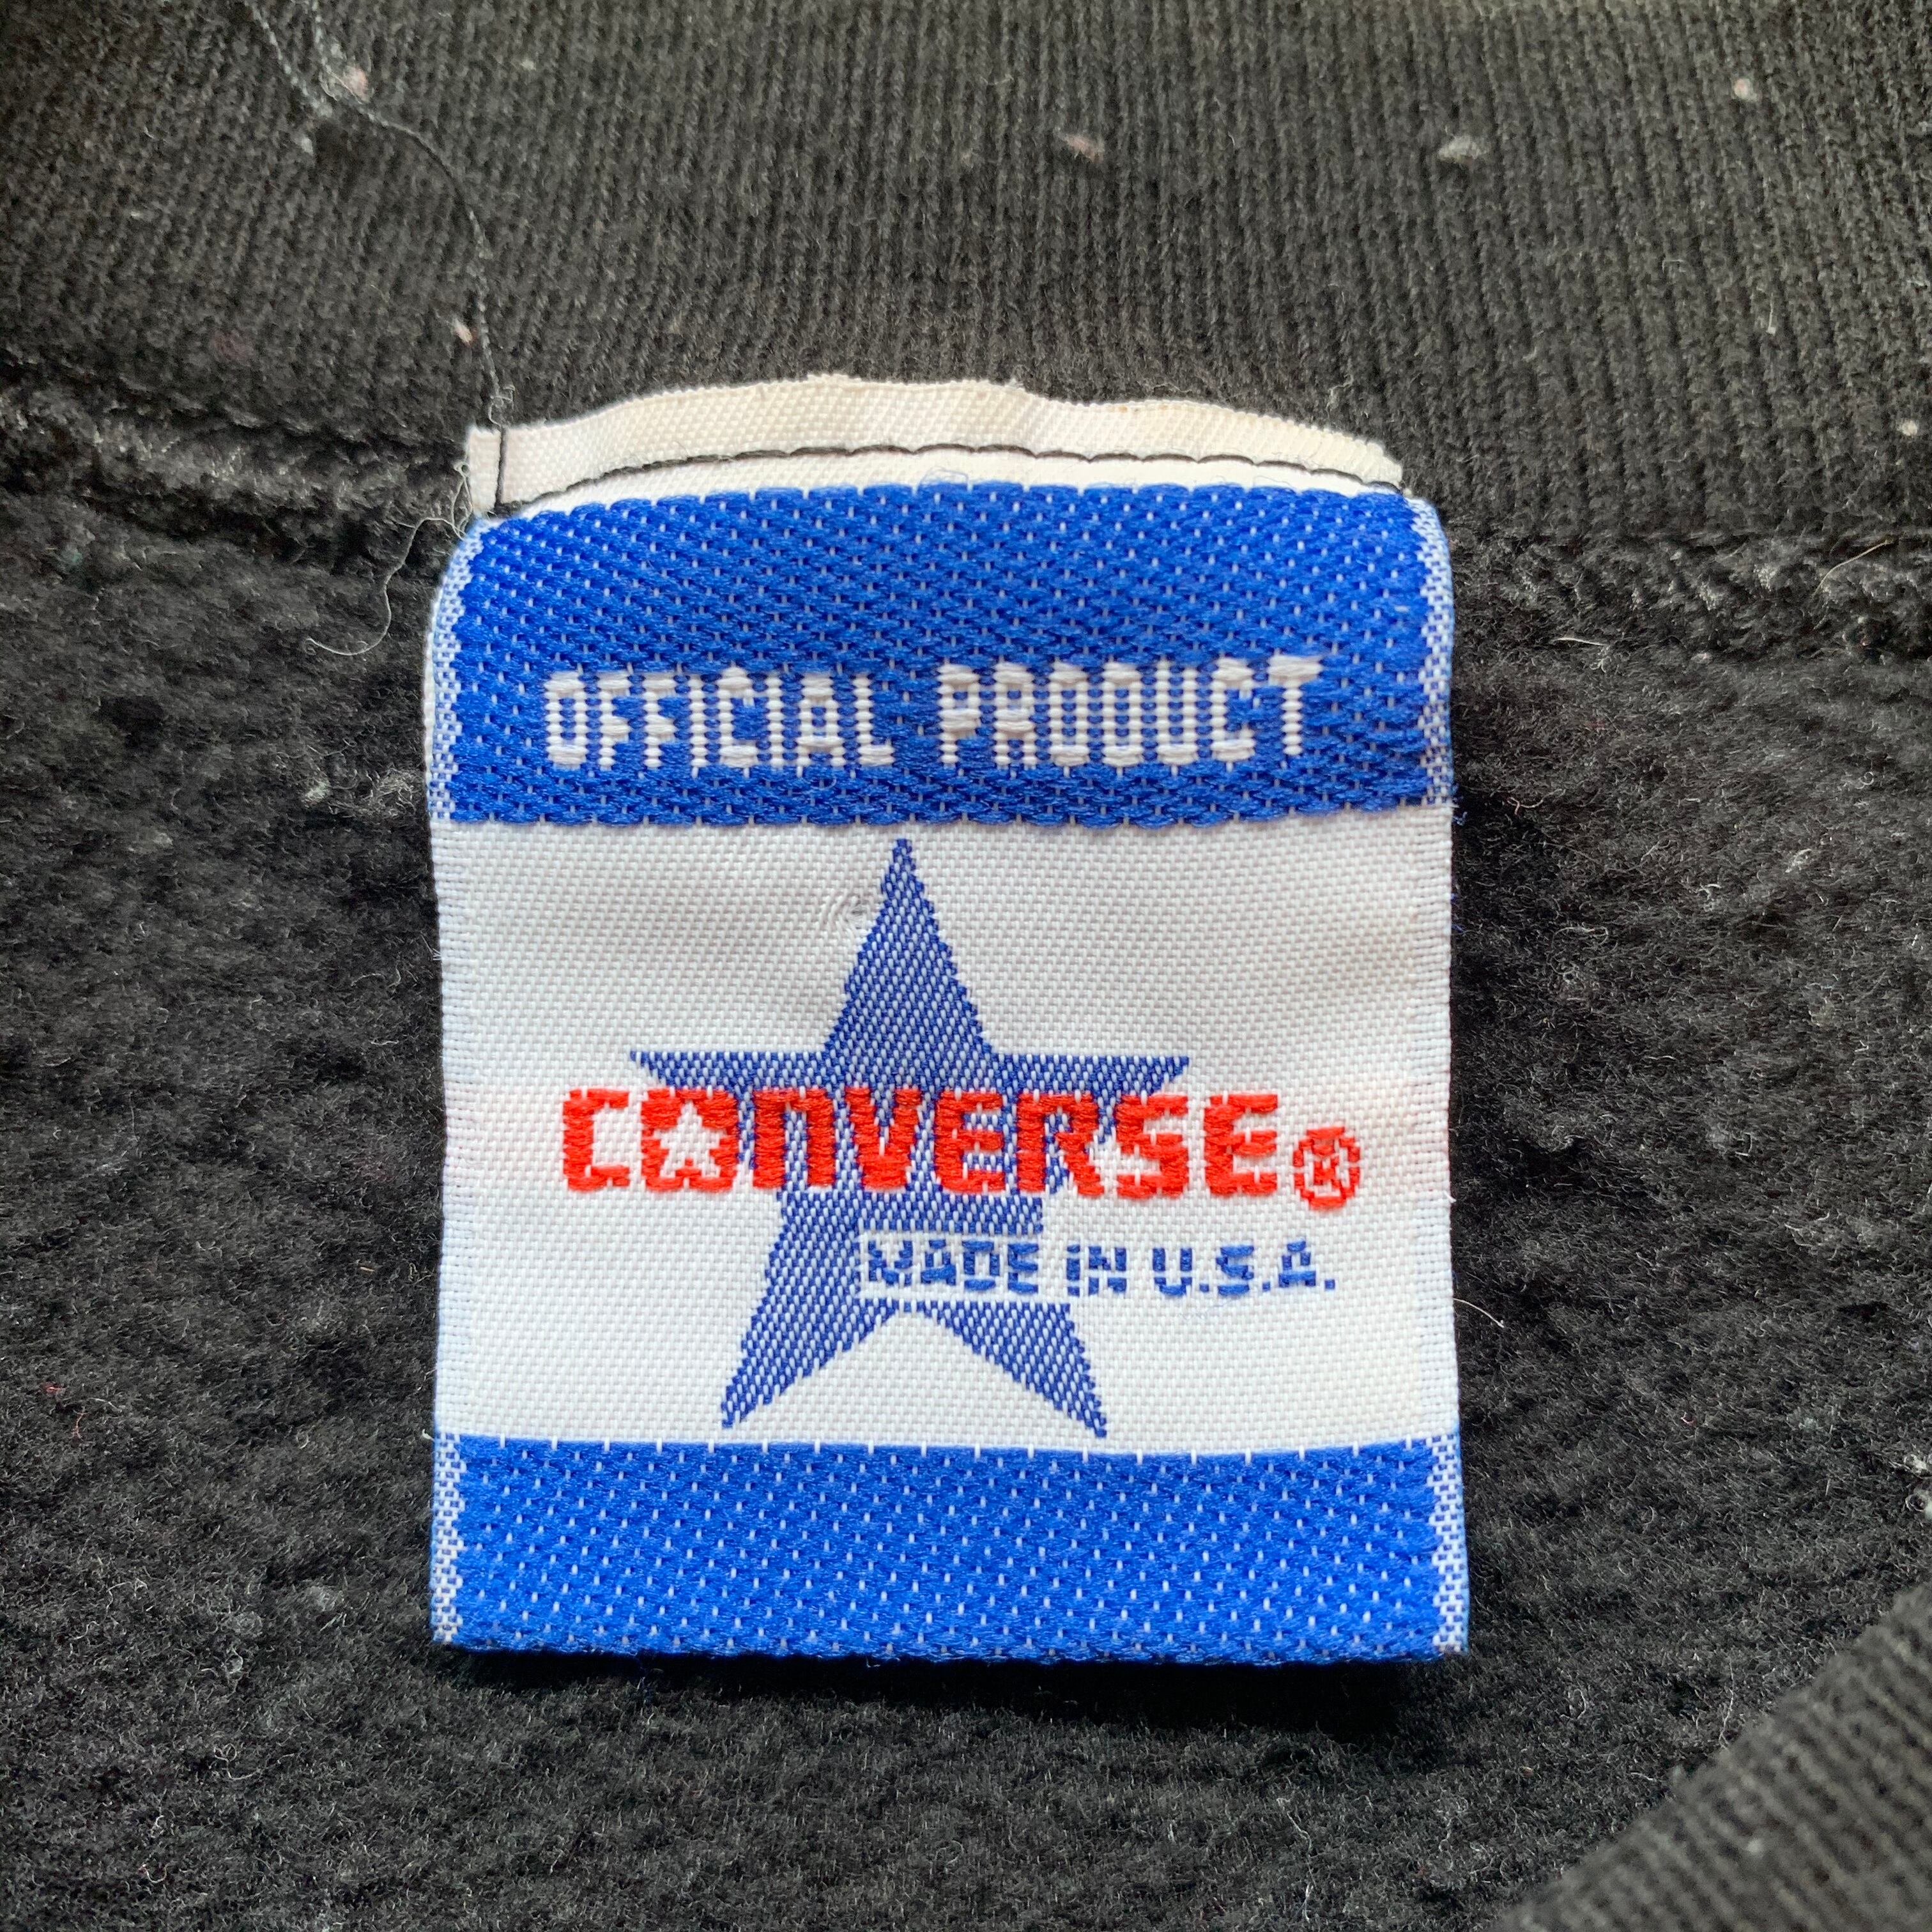 OFFICIAL PRODUCT
CONVERSE®
MADE IN U.S.A.